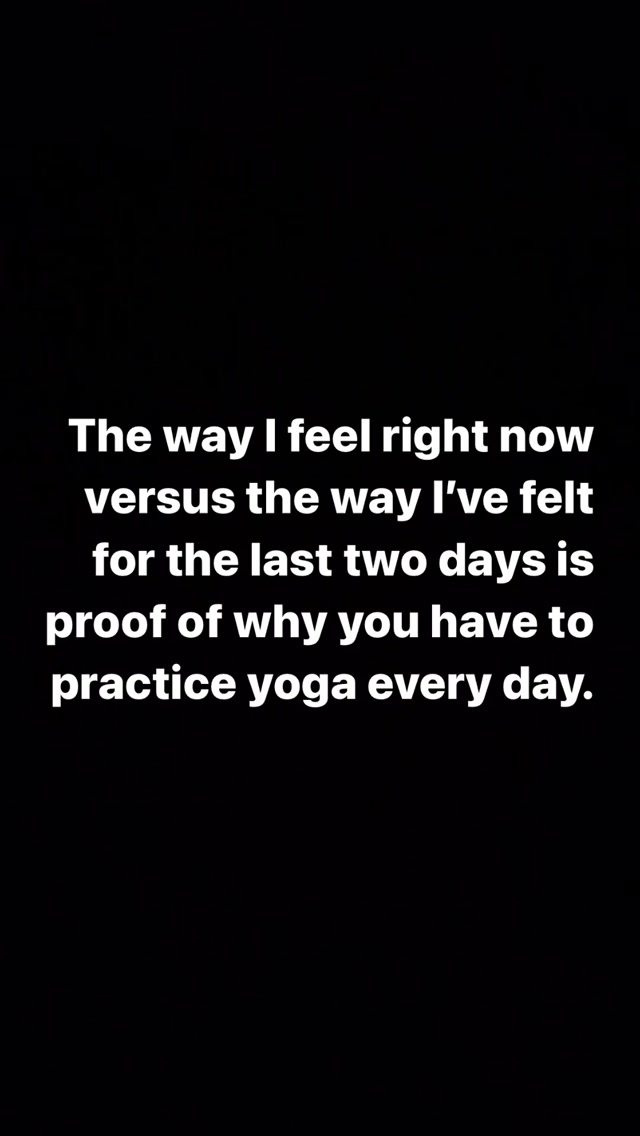 The way I feel right now
versus the way I’ve felt
for the last two days is
proof of why you have to
practice yoga every day.